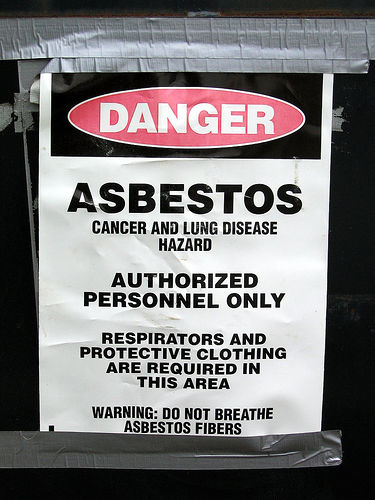 DANGER
ASBESTOS
CANCER AND LUNG DISEASE
HAZARD
AUTHORIZED
PERSONNEL ONLY
RESPIRATORS AND
PROTECTIVE CLOTHING
ARE REQUIRED IN
THIS AREA
WARNING: DO NOT BREATHE
ASBESTOS FIBERS